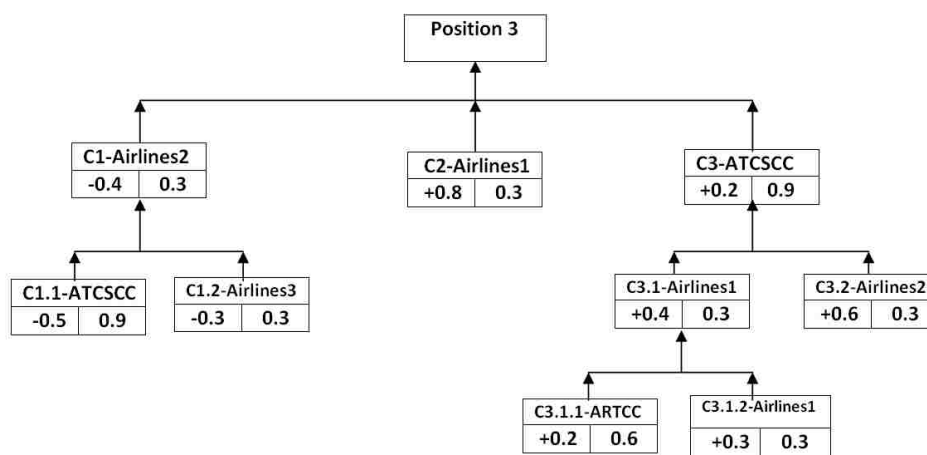 Position 3
C1-Airlines2
-0.4 0.3
C2-Airlines1
+0.8 0.3
C3-ATCSCC
+0.2 0.9
C1.1-ATCSCC
-0.5 0.9
C1.2-Airlines3
-0.3 0.3
C3.1-Airlines1
+0.4 0.3
C3.2-Airlines2
+0.6 0.3
C3.1.1-ARTCC
+0.2 0.6
C3.1.2-Airlines1
+0.3 0.3